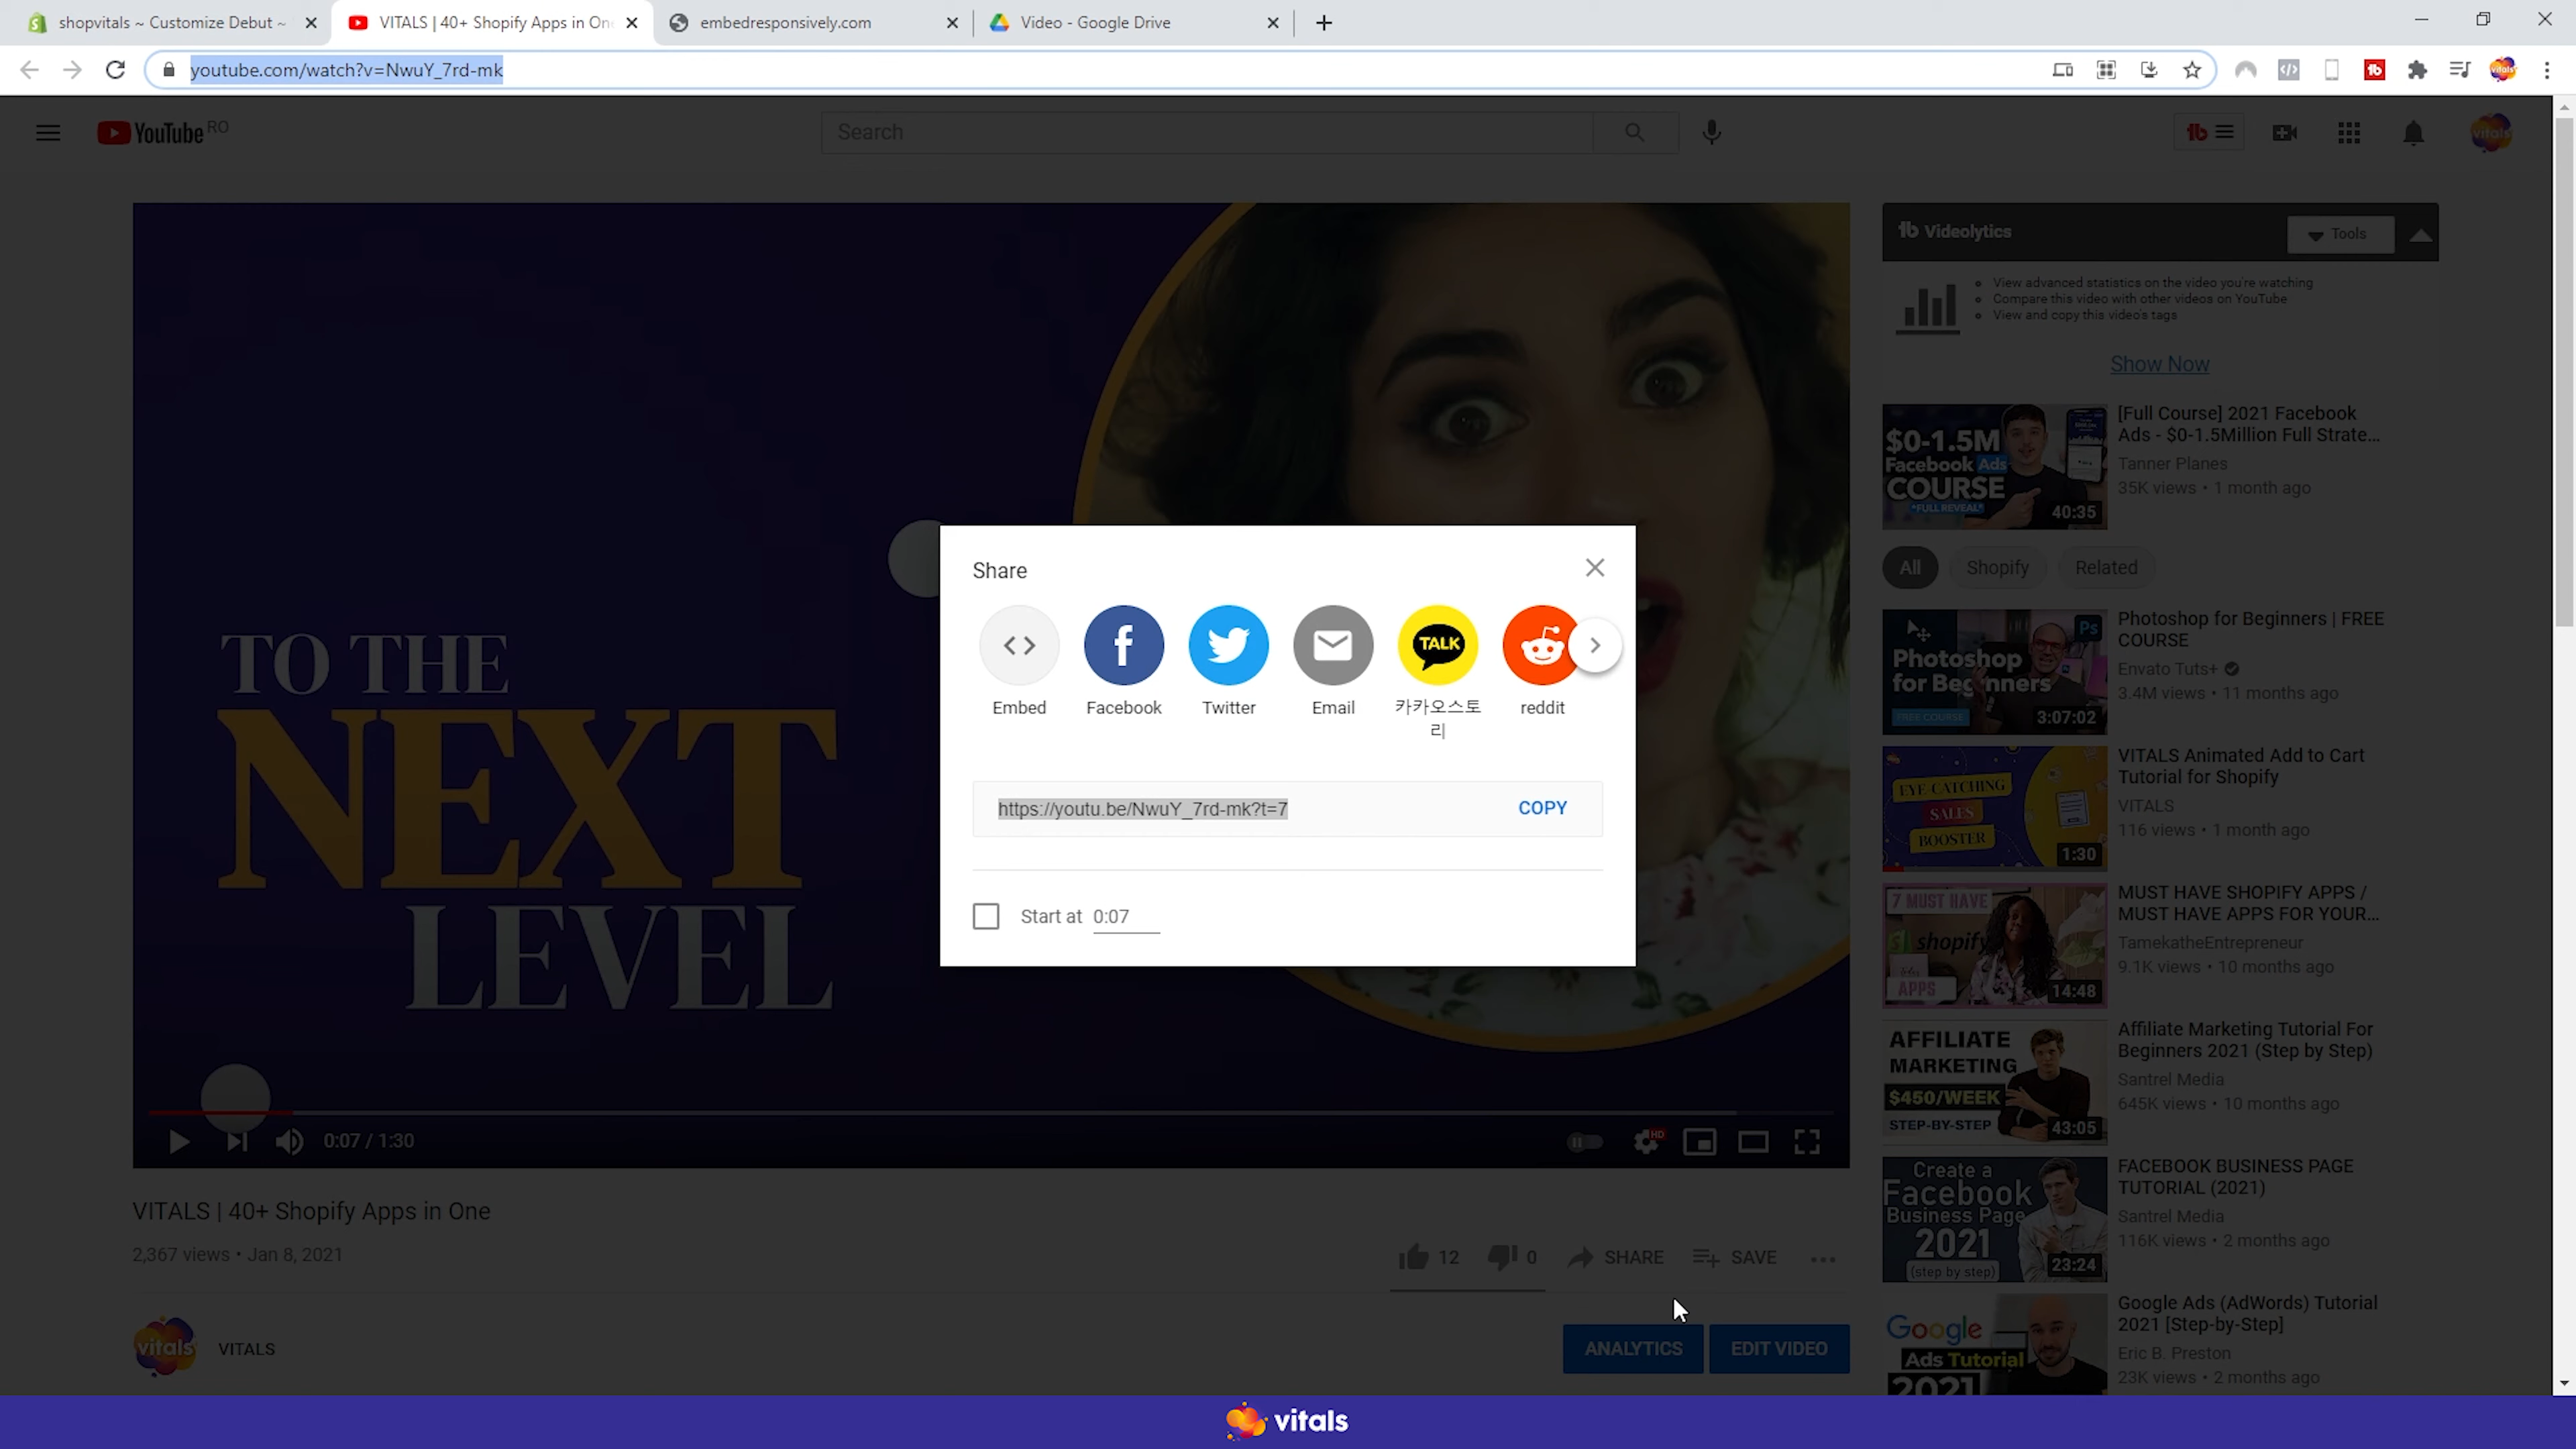 shopvitals ~ Customize Debut ~
VITALS | 40+ Shopify Apps in On
embedresponsively.com
Video - Google Drive
youtube.com/watch?v=NwuY_7rd-mk
YouTube RO
Search
vitals
Videolytics
Tools
View advanced statistics on the video you're watching
Compare this video with other videos on YouTube
View and copy this video's tags
Show Now
TO THE
NEXT
LEVEL
Share
Embed
Facebook
Twitter
Email
TALK
카카오스토
리
reddit
https://youtu.be/NwuY_7rd-mk?t=7
COPY
Start at 0:07
0:07 / 1:30
HD
VITALS | 40+ Shopify Apps in One
2,367 views • Jan 8, 2021
12
0
SHARE
SAVE
vitals
VITALS
ANALYTICS
EDIT VIDEO
$0-1.5M
Facebook Ads
COURSE
*FULL REVEAL*
40:35
[Full Course] 2021 Facebook
Ads - $0-1.5Million Full Strate...
Tanner Planes
35K views • 1 month ago
All
Shopify
Related
Ps
Photoshop
for Beginners
FREE COURSE
3:07:02
Photoshop for Beginners | FREE
COURSE
Envato Tuts+
3.4M views • 11 months ago
EYE-CATCHING
SALES
BOOSTER
1:30
VITALS Animated Add to Cart
Tutorial for Shopify
VITALS
116 views • 1 month ago
7 MUST HAVE
shopify
APPS
14:48
MUST HAVE SHOPIFY APPS /
MUST HAVE APPS FOR YOUR...
TamekatheEntrepreneur
9.1K views • 10 months ago
AFFILIATE
MARKETING
$450/WEEK
STEP-BY-STEP
43:05
Affiliate Marketing Tutorial For
Beginners 2021 (Step by Step)
Santrel Media
645K views • 10 months ago
Create a
Facebook
Business Page
2021
(step by step)
23:24
FACEBOOK BUSINESS PAGE
TUTORIAL (2021)
Santrel Media
116K views • 2 months ago
Google
Ads Tutorial
2021
Google Ads (AdWords) Tutorial
2021 [Step-by-Step]
Eric B. Preston
23K views • 2 months ago
vitals